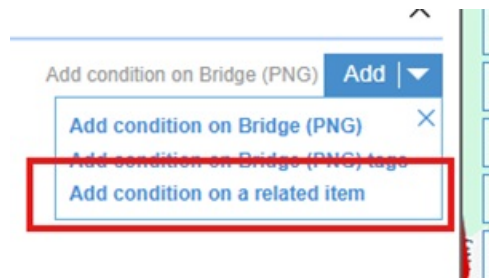 Add condition on Bridge (PNG) Add
Add condition on Bridge (PNG)
Add condition on Bridge (PNG) tags
Add condition on a related item